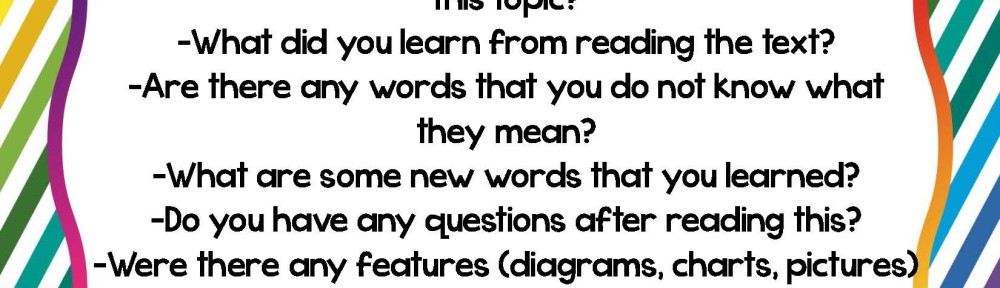 this topic?
-What did you learn from reading the text?
-Are there any words that you do not know what
they mean?
-What are some new words that you learned?
-Do you have any questions after reading this?
-Were there any features (diagrams, charts, pictures)